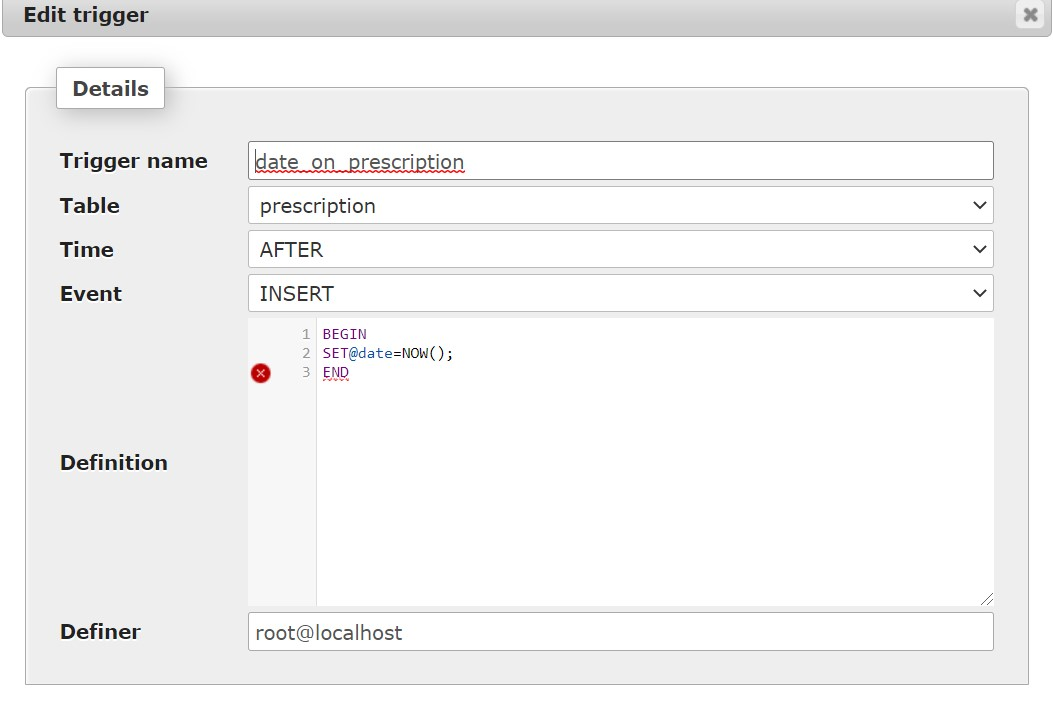 Edit trigger
Details
Trigger name date_on_prescription
Table prescription
Time AFTER
Event INSERT
1 BEGIN
2 SET@date=NOW();
3 END
Definition
Definer root@localhost